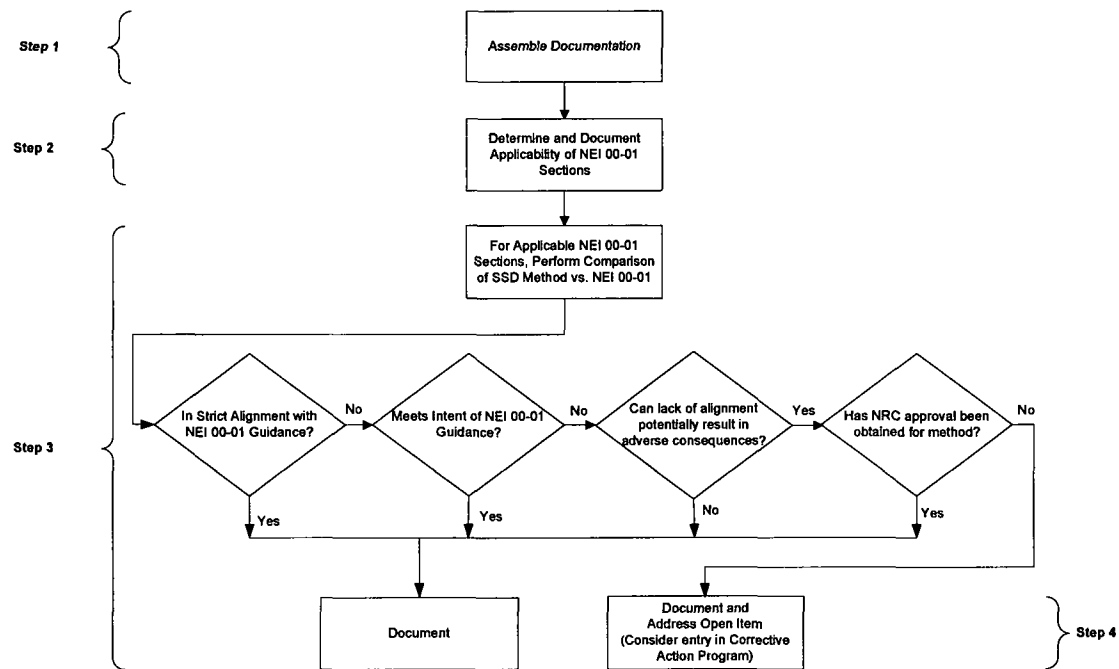 Step 1
Assemble Documentation
Step 2
Determine and Document
Applicability of NEI 00-01
Sections
For Applicable NEI 00-01
Sections, Perform Comparison
of SSD Method vs. NEI 00-01
Step 3
In Strict Alignment with
NEI 00-01 Guidance?
No
Meets Intent of NEI 00-01
Guidance?
No
Can lack of alignment
potentially result in
adverse consequences?
Yes
Has NRC approval been
obtained for method?
No
Yes
Yes
No
Yes
Document
Document and
Address Open Item
(Consider entry in Corrective
Action Program)
Step 4